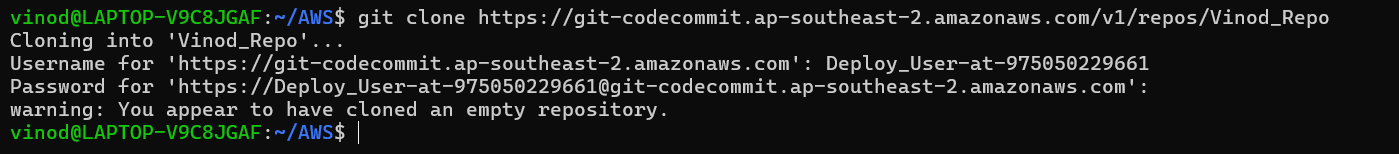 vinod@LAPTOP-V9C8JGAF:~/AWS$ git clone https://git-codecommit.ap-southeast-2.amazonaws.com/v1/repos/Vinod_Repo
Cloning into 'Vinod_Repo'...
Username for 'https://git-codecommit.ap-southeast-2.amazonaws.com': Deploy_User-at-975050229661
Password for 'https://Deploy_User-at-975050229661@git-codecommit.ap-southeast-2.amazonaws.com':
warning: You appear to have cloned an empty repository.
vinod@LAPTOP-V9C8JGAF:~/AWS$